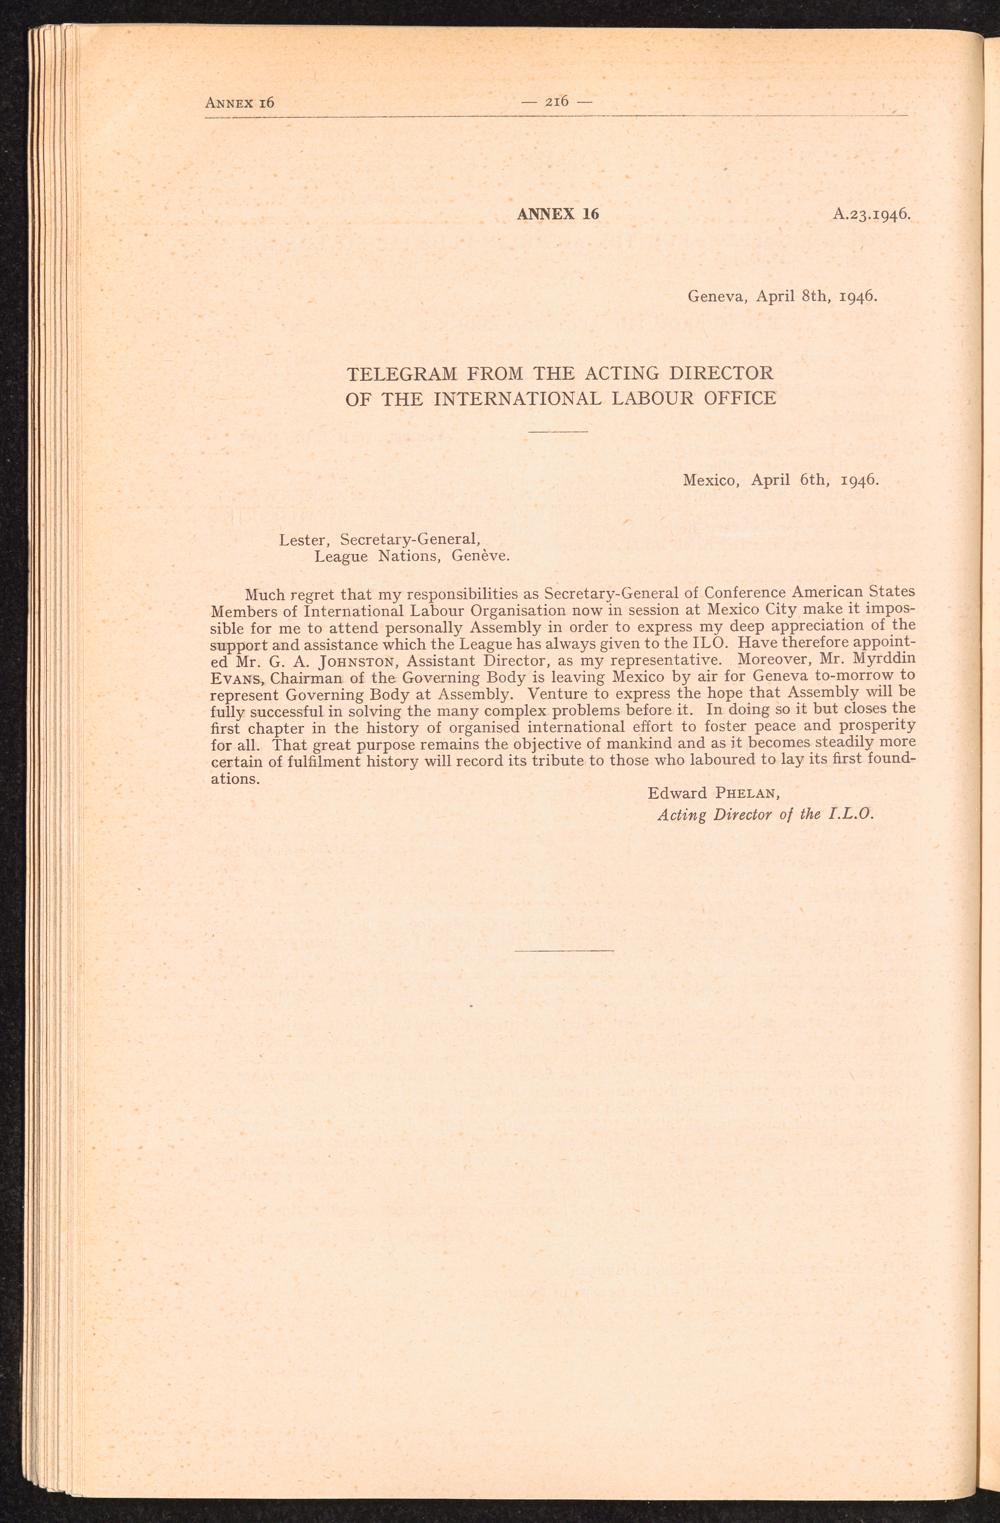 ANNEX 16
— 216 —
ANNEX 16
A.23.1946.
Geneva, April 8th, 1946.
TELEGRAM FROM THE ACTING DIRECTOR
OF THE INTERNATIONAL LABOUR OFFICE
Mexico, April 6th, 1946.
Lester, Secretary-General,
League Nations, Genève.
Much regret that my responsibilities as Secretary-General of Conference American States
Members of International Labour Organisation now in session at Mexico City make it impos-
sible for me to attend personally Assembly in order to express my deep appreciation of the
support and assistance which the League has always given to the ILO. Have therefore appoint-
ed Mr. G. A. JOHNSTON, Assistant Director, as my representative. Moreover, Mr. Myrddin
EVANS, Chairman of the Governing Body is leaving Mexico by air for Geneva to-morrow to
represent Governing Body at Assembly. Venture to express the hope that Assembly will be
fully successful in solving the many complex problems before it. In doing so it but closes the
first chapter in the history of organised international effort to foster peace and prosperity
for all. That great purpose remains the objective of mankind and as it becomes steadily more
certain of fulfilment history will record its tribute to those who laboured to lay its first found-
ations.
Edward PHELAN,
Acting Director of the I.L.O.